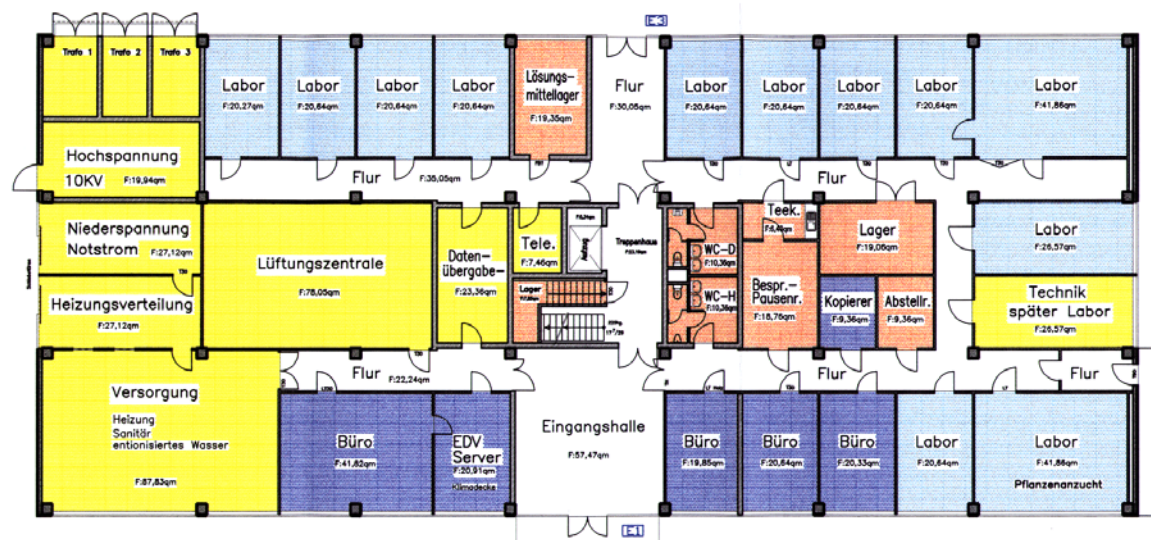 E3
Trafo 1
Trafo 2
Trafo 3
Labor
F:20,27qm
Labor
F:20,64qm
Labor
F:20,64qm
Labor
F:20,64qm
Lösungs-
mittellager
F:19,35qm
Flur
F:30,05qm
Labor
F:20,64qm
Labor
F:20,64qm
Labor
F:20,64qm
Labor
F:20,64qm
Labor
F:41,86qm
Hochspannung
10KV
F:19,94qm
Flur
F:35,05qm
Flur
Niederspannung
Notstrom
F:27,12qm
Lüftungszentrale
F:78,05qm
Daten-
übergabe-
F:23,36qm
Tele.
F:7,46qm
Aufzug
Treppenhaus
WC-D
F:10,36qm
Teek.
F:6,40qm
Lager
F:19,06qm
Labor
F:26,57qm
Heizungsverteilung
F:27,12qm
Lager
WC-H
F:10,36qm
Bespr.-
Pausenr.
F:18,76qm
Kopierer
F:9,36qm
Abstellr.
F:9,36qm
Technik
später Labor
F:26,57qm
Flur
F:22,24qm
Flur
Flur
Versorgung
Heizung
Sanitär
entionisiertes Wasser
F:87,83qm
Büro
F:41,82qm
EDV
Server
F:20,91qm
Klimadecke
Eingangshalle
F:57,47qm
Büro
F:19,85qm
Büro
F:20,64qm
Büro
F:20,33qm
Labor
F:20,64qm
Labor
F:41,86qm
Pflanzenanzucht
E1